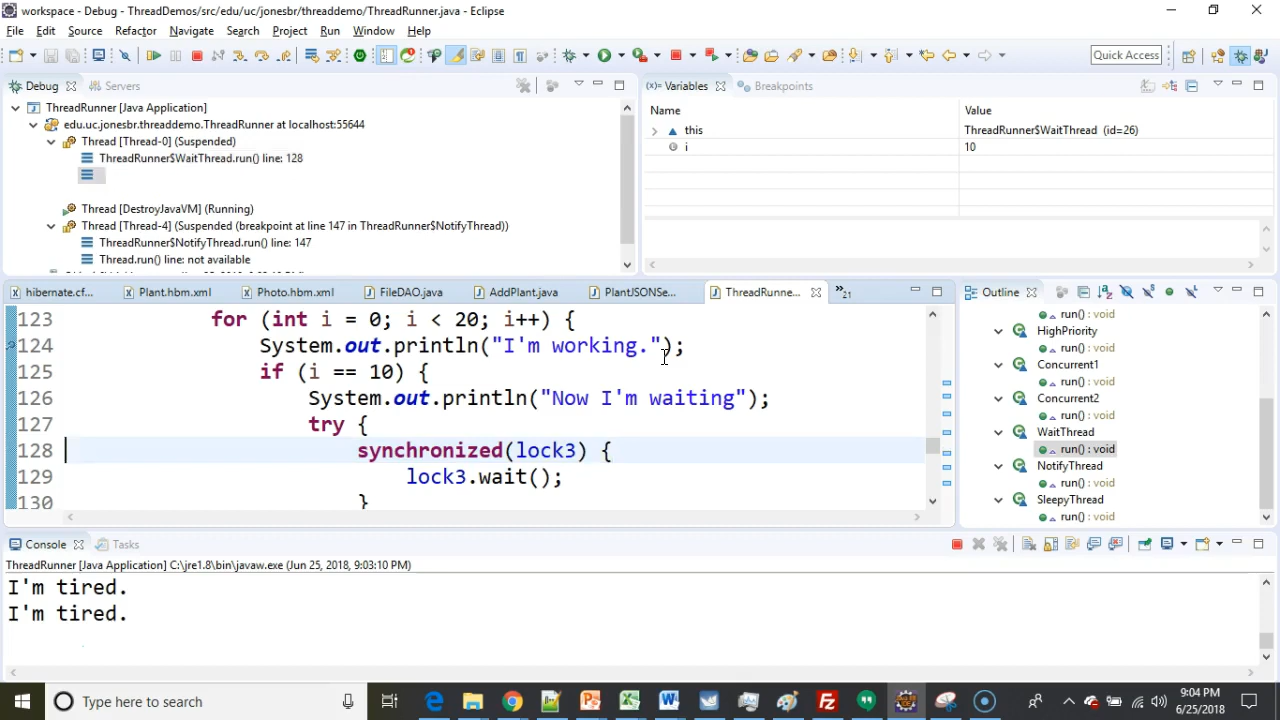 workspace - Debug - ThreadDemos/src/edu/uc/jonesbr/threaddemo/ThreadRunner.java - Eclipse
File Edit Source Refactor Navigate Search Project Run Window Help
Quick Access
Debug Servers
ThreadRunner [Java Application]
edu.uc.jonesbr.threaddemo.ThreadRunner at localhost:55644
Thread [Thread-0] (Suspended)
ThreadRunner$WaitThread.run() line: 128
Thread [DestroyJavaVM] (Running)
Thread [Thread-4] (Suspended (breakpoint at line 147 in ThreadRunner$NotifyThread))
ThreadRunner$NotifyThread.run() line: 147
Thread.run() line: not available
(x)= Variables Breakpoints
Name Value
this ThreadRunner$WaitThread (id=26)
i 10
hibernate.cf... Plant.hbm.xml Photo.hbm.xml FileDAO.java AddPlant.java PlantJSONSe... ThreadRunne... »21
123 for (int i = 0; i < 20; i++) {
124 System.out.println("I'm working.");
125 if (i == 10) {
126 System.out.println("Now I'm waiting");
127 try {
128 synchronized(lock3) {
129 lock3.wait();
130 }
Outline
run() : void
HighPriority
run() : void
Concurrent1
run() : void
Concurrent2
run() : void
WaitThread
run() : void
NotifyThread
run() : void
SleepyThread
run() : void
Console Tasks
ThreadRunner [Java Application] C:\jre1.8\bin\javaw.exe (Jun 25, 2018, 9:03:10 PM)
I'm tired.
I'm tired.
Type here to search
9:04 PM
6/25/2018